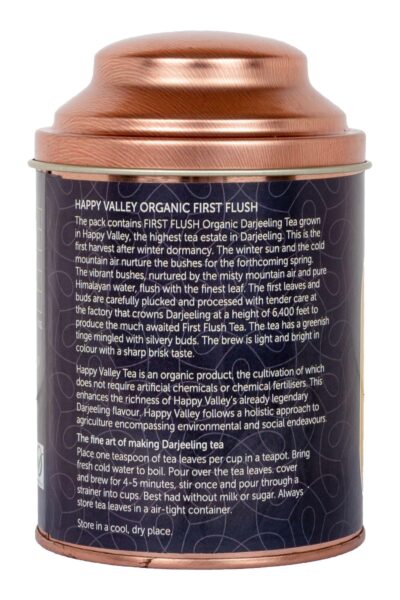 HAPPY VALLEY ORGANIC FIRST FLUSH
The pack contains FIRST FLUSH Organic Darjeeling Tea grown
in Happy Valley, the highest tea estate in Darjeeling. This is the
first harvest after winter dormancy. The winter sun and the cold
mountain air nurture the bushes for the forthcoming spring.
The vibrant bushes, nurtured by the misty mountain air and pure
Himalayan water, flush with the finest leaf. The first leaves and
buds are carefully plucked and processed with tender care at
the factory that crowns Darjeeling at a height of 6,400 feet to
produce the much awaited First Flush Tea. The tea has a greenish
tinge mingled with silvery buds. The brew is light and bright in
colour with a sharp brisk taste.
Happy Valley Tea is an organic product, the cultivation of which
does not require artificial chemicals or chemical fertilisers. This
enhances the richness of Happy Valley's already legendary
Darjeeling flavour. Happy Valley follows a holistic approach to
agriculture encompassing environmental and social endeavours
The fine art of making Darjeeling tea
Place one teaspoon of tea leaves per cup in a teapot. Bring
fresh cold water to boil. Pour over the tea leaves. cover
and brew for 4-5 minutes, stir once and pour through a
strainer into cups. Best had without milk or sugar. Always
store tea leaves in a air-tight container.
Store in a cool, dry place.